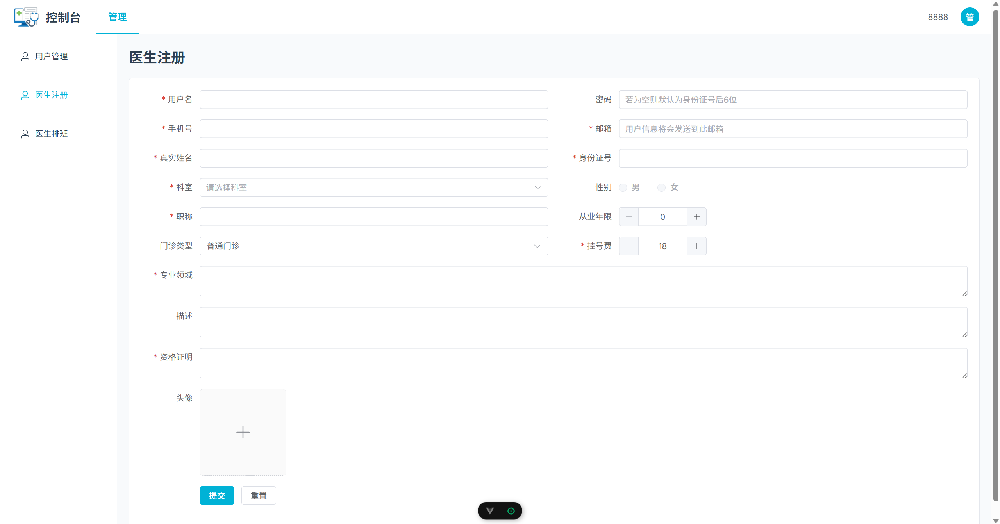 控制台
管理
8888
管
用户管理
医生注册
医生排班
医生注册
* 用户名
密码 若为空则默认为身份证号后6位
* 手机号
* 邮箱 用户信息将会发送到此邮箱
* 真实姓名
* 身份证号
* 科室 请选择科室
性别 男 女
* 职称
从业年限 0
门诊类型 普通门诊
* 挂号费 18
* 专业领域
描述
* 资格证明
头像
提交 重置